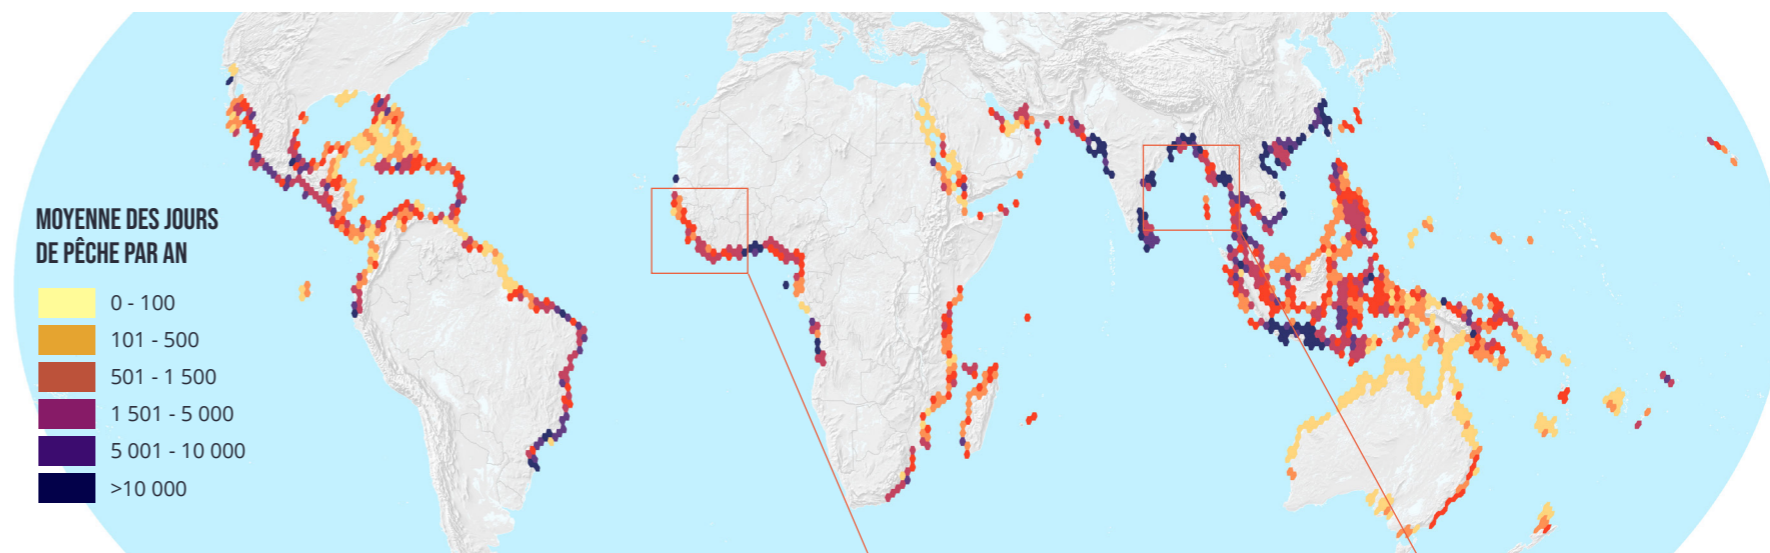 MOYENNE DES JOURS
DE PÊCHE PAR AN
0 - 100
101 - 500
501 - 1 500
1 501 - 5 000
5 001 - 10 000
>10 000